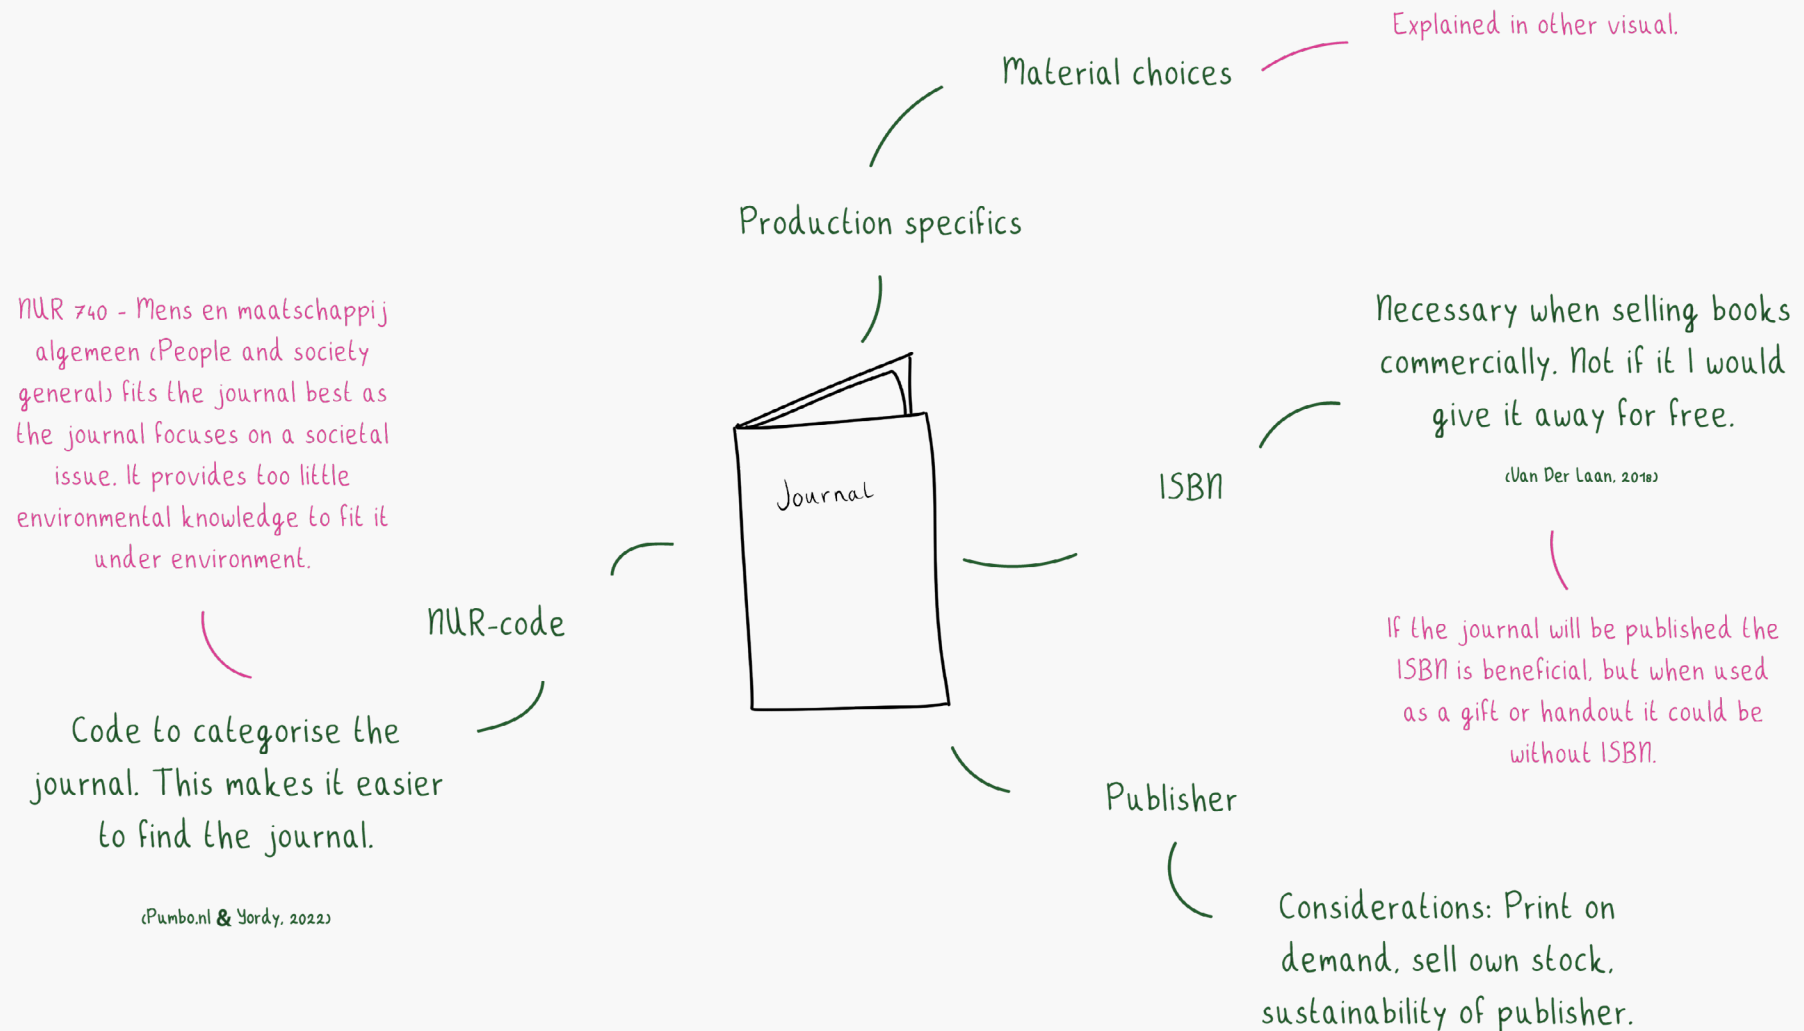 Explained in other visual.
Material choices
Production specifics
NUR 740 - Mens en maatschappij
algemeen (People and society
general) fits the journal best as
the journal focuses on a societal
issue. It provides too little
environmental knowledge to fit it
under environment.
NUR-code
Code to categorise the
journal. This makes it easier
to find the journal.
(Pumbo.nl & Yordy, 2022)
Journal
ISBN
Necessary when selling books
commercially. Not if it I would
give it away for free.
(Van Der Laan, 2018)
If the journal will be published the
ISBN is beneficial, but when used
as a gift or handout it could be
without ISBN.
Publisher
Considerations: Print on
demand, sell own stock,
sustainability of publisher.